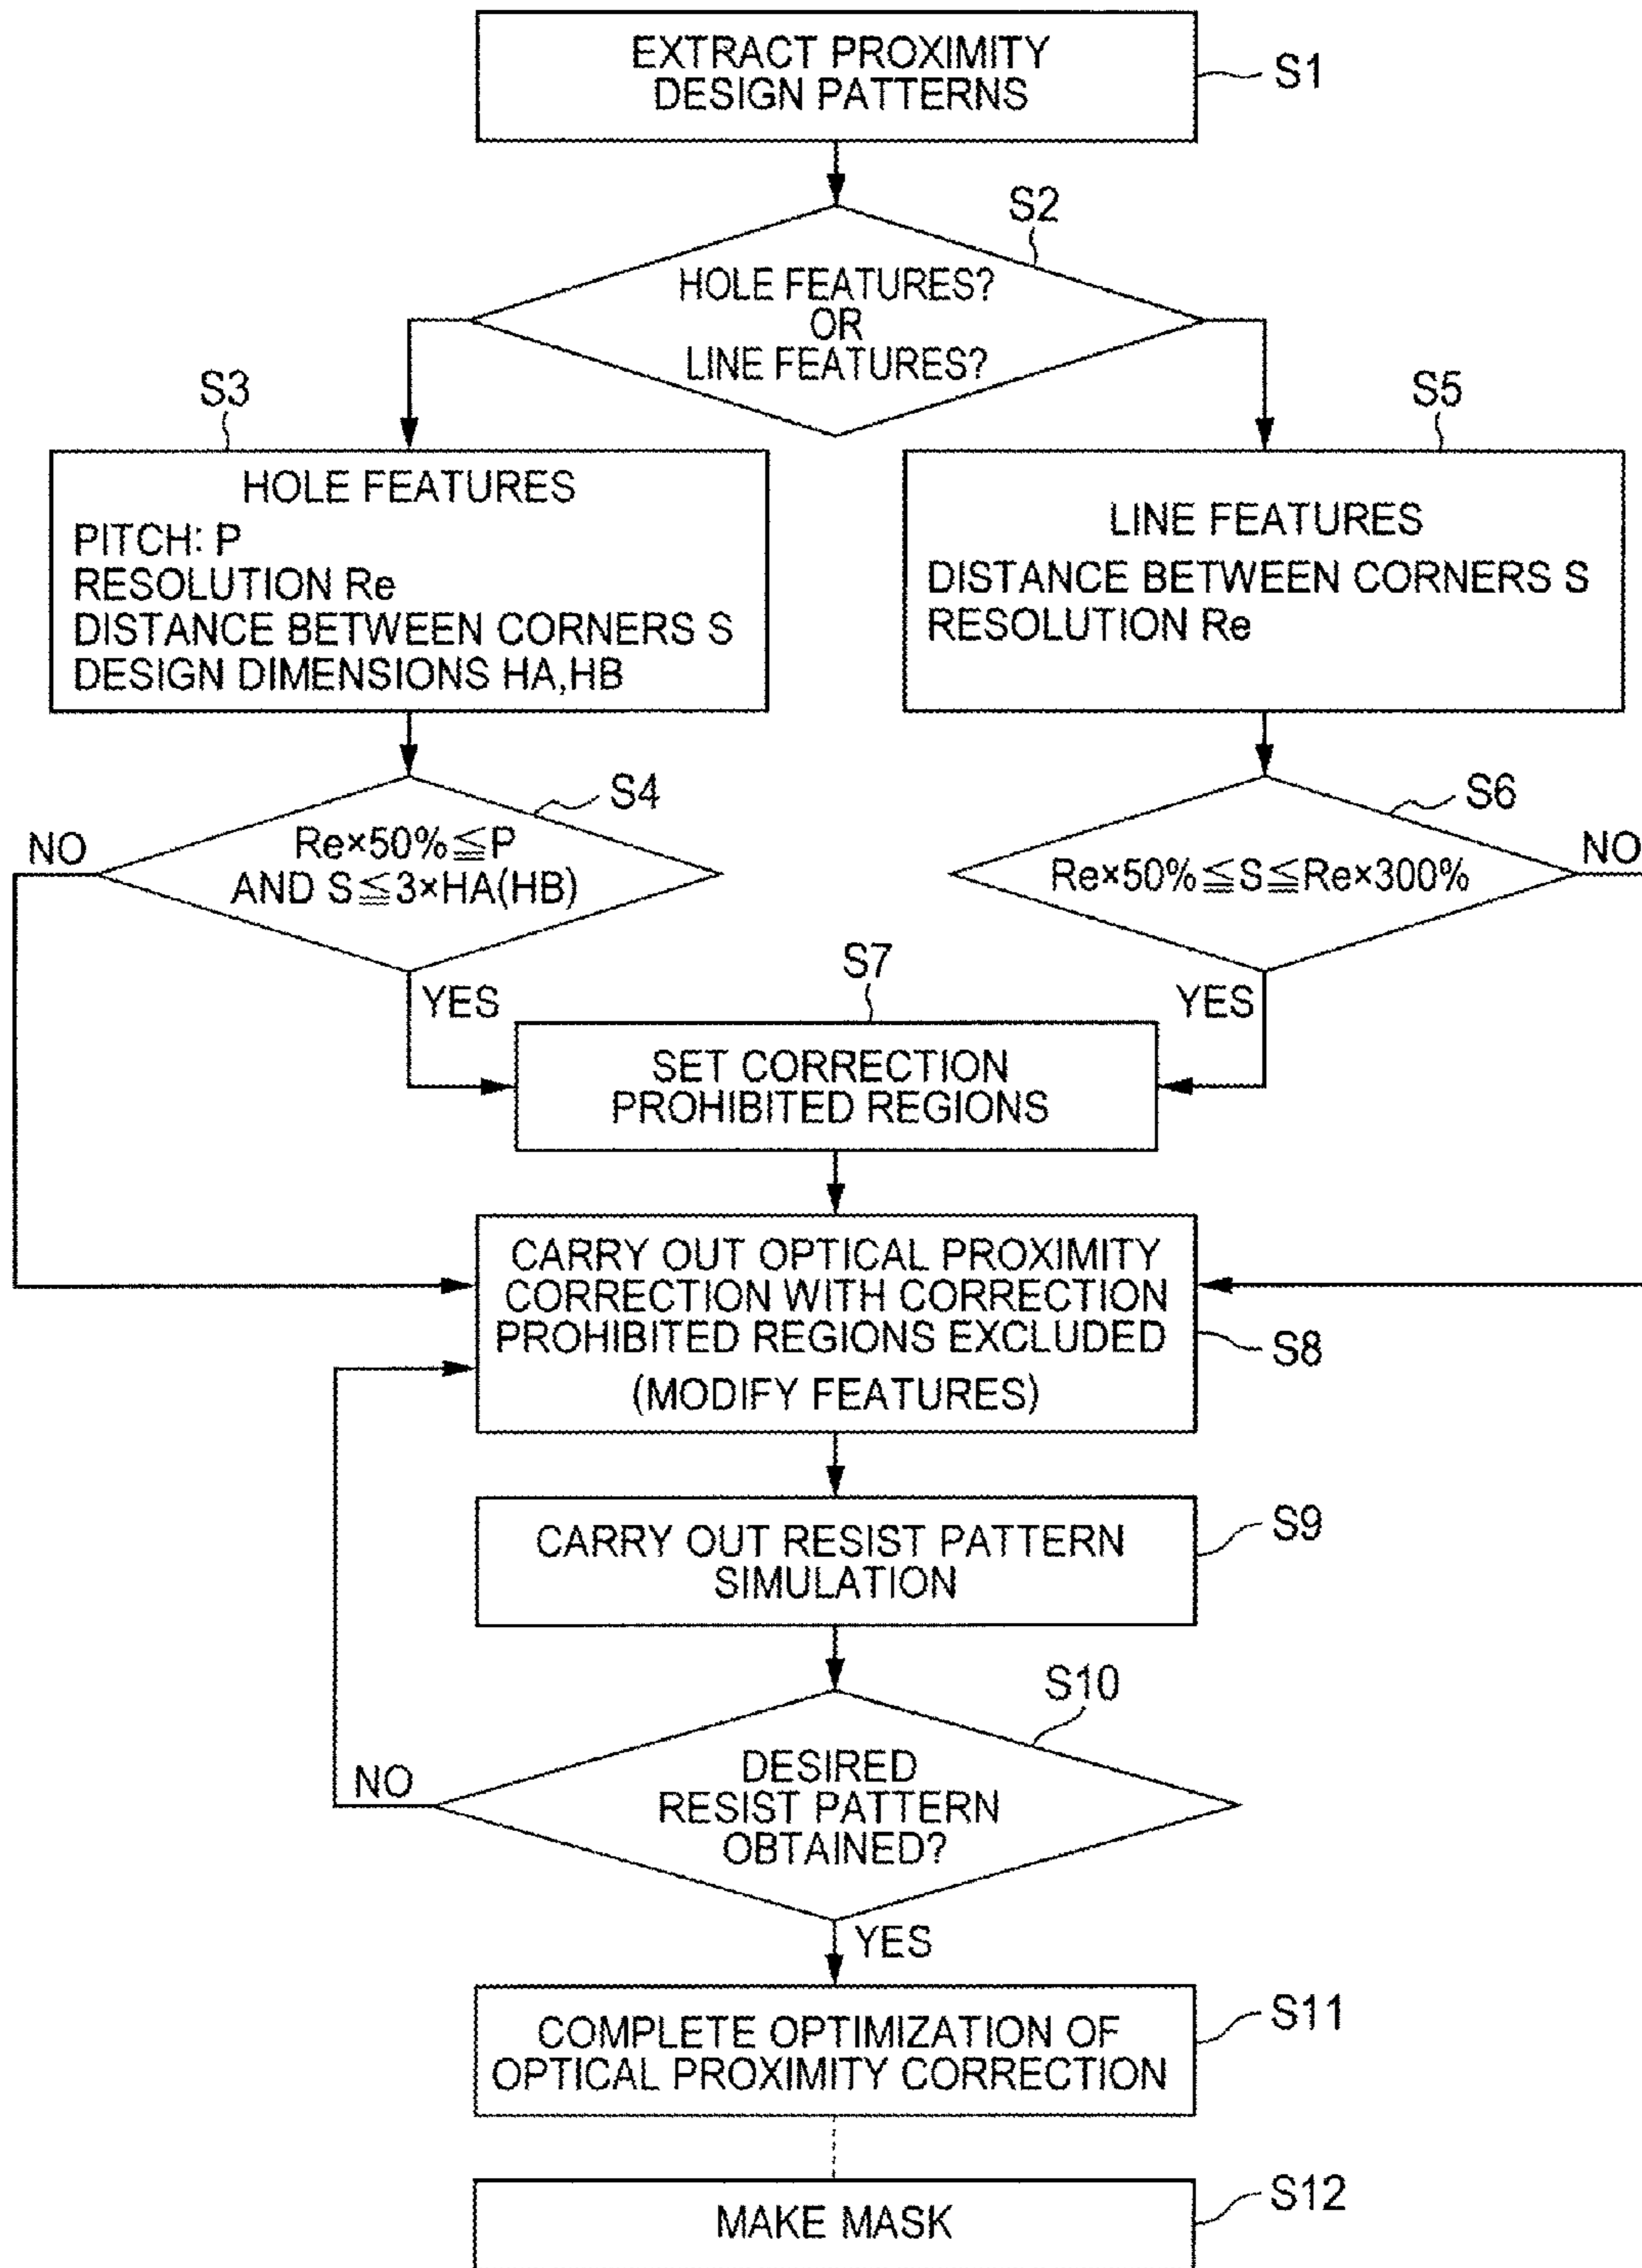 EXTRACT PROXIMITY
DESIGN PATTERNS
S1
S2
HOLE FEATURES?
OR
LINE FEATURES?
S3
HOLE FEATURES
PITCH: P
RESOLUTION Re
DISTANCE BETWEEN CORNERS S
DESIGN DIMENSIONS HA,HB
S5
LINE FEATURES
DISTANCE BETWEEN CORNERS S
RESOLUTION Re
S4
NO
Re×50%≦P
AND S≦3×HA(HB)
YES
S6
NO
Re×50%≦S≦Re×300%
YES
S7
SET CORRECTION
PROHIBITED REGIONS
CARRY OUT OPTICAL PROXIMITY
CORRECTION WITH CORRECTION
PROHIBITED REGIONS EXCLUDED
(MODIFY FEATURES)
S8
CARRY OUT RESIST PATTERN
SIMULATION
S9
S10
NO
DESIRED
RESIST PATTERN
OBTAINED?
YES
COMPLETE OPTIMIZATION OF
OPTICAL PROXIMITY CORRECTION
S11
MAKE MASK
S12